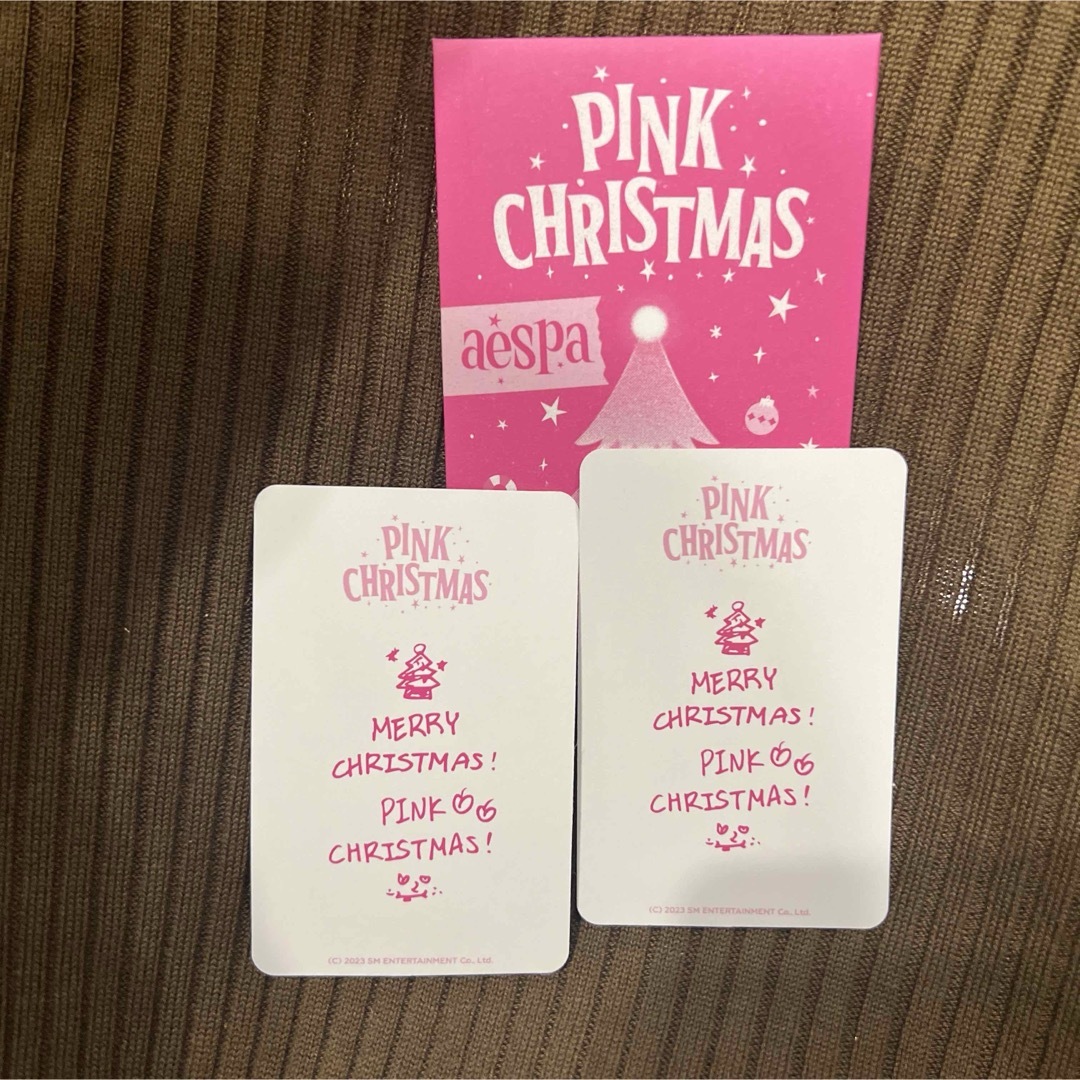 PINK
CHRISTMAS
aespa
PINK
CHRISTMAS
MERRY
CHRISTMAS!
PINK
CHRISTMAS!
(C) 2023 SM ENTERTAINMENT Co., Ltd.
PINK
CHRISTMAS
MERRY
CHRISTMAS!
PINK
CHRISTMAS!
(C) 2023 SM ENTERTAINMENT Co., Ltd.